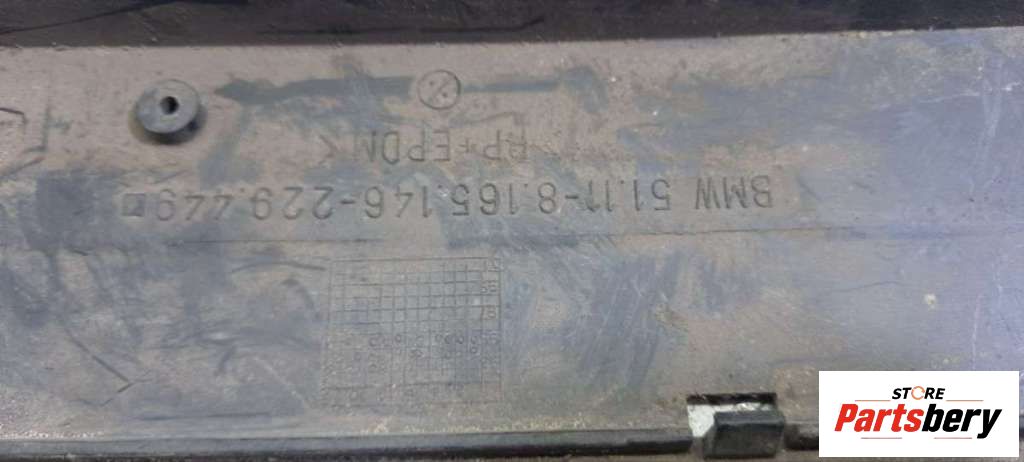 BMW 51.11-8.165.146-229.449
PP+EPDM<
STORE
Partsbery